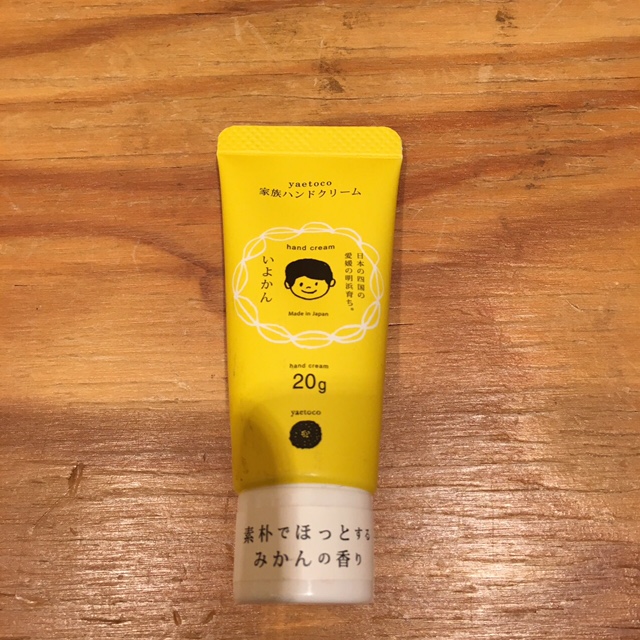 yaetoco
家族ハンドクリーム
hand cream
日本の四国の
愛媛の明浜育ち。
いよかん
Made in Japan
hand cream
20g
yaetoco
素朴でほっとする
みかんの香り